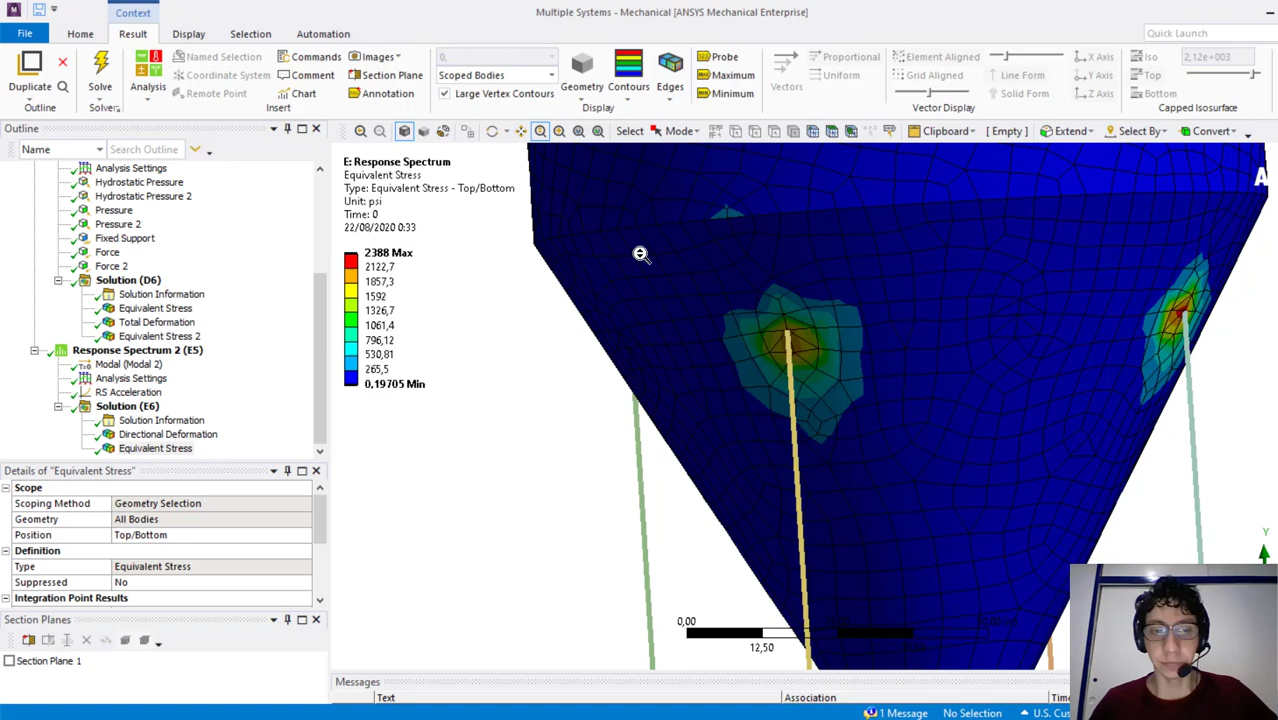 Context
Multiple Systems - Mechanical [ANSYS Mechanical Enterprise]
File Home Result Display Selection Automation
Quick Launch
Duplicate
Outline
Solve
Solver
Analysis
Named Selection
Coordinate System
Remote Point
Commands
Comment
Chart
Images
Section Plane
Annotation
Insert
0,
Scoped Bodies
Large Vertex Contours
Geometry
Contours
Edges
Display
Probe
Maximum
Minimum
Vectors
Proportional
Uniform
Element Aligned
Grid Aligned
Line Form
Solid Form
X Axis
Y Axis
Z Axis
Vector Display
Iso
2,12e+003
Top
Bottom
Capped Isosurface
Outline
Select Mode
Clipboard [ Empty ] Extend Select By Convert
Name Search Outline
Analysis Settings
Hydrostatic Pressure
Hydrostatic Pressure 2
Pressure
Pressure 2
Fixed Support
Force
Force 2
Solution (D6)
Solution Information
Equivalent Stress
Total Deformation
Equivalent Stress 2
Response Spectrum 2 (E5)
Modal (Modal 2)
Analysis Settings
RS Acceleration
Solution (E6)
Solution Information
Directional Deformation
Equivalent Stress
Details of "Equivalent Stress"
Scope
Scoping Method Geometry Selection
Geometry All Bodies
Position Top/Bottom
Definition
Type Equivalent Stress
Suppressed No
Integration Point Results
Section Planes
Section Plane 1
E: Response Spectrum
Equivalent Stress
Type: Equivalent Stress - Top/Bottom
Unit: psi
Time: 0
22/08/2020 0:33
2388 Max
2122,7
1857,3
1592
1326,7
1061,4
796,12
530,81
265,5
0,19705 Min
A
Y
0,00
12,50
Messages
Text Association
1 Message No Selection